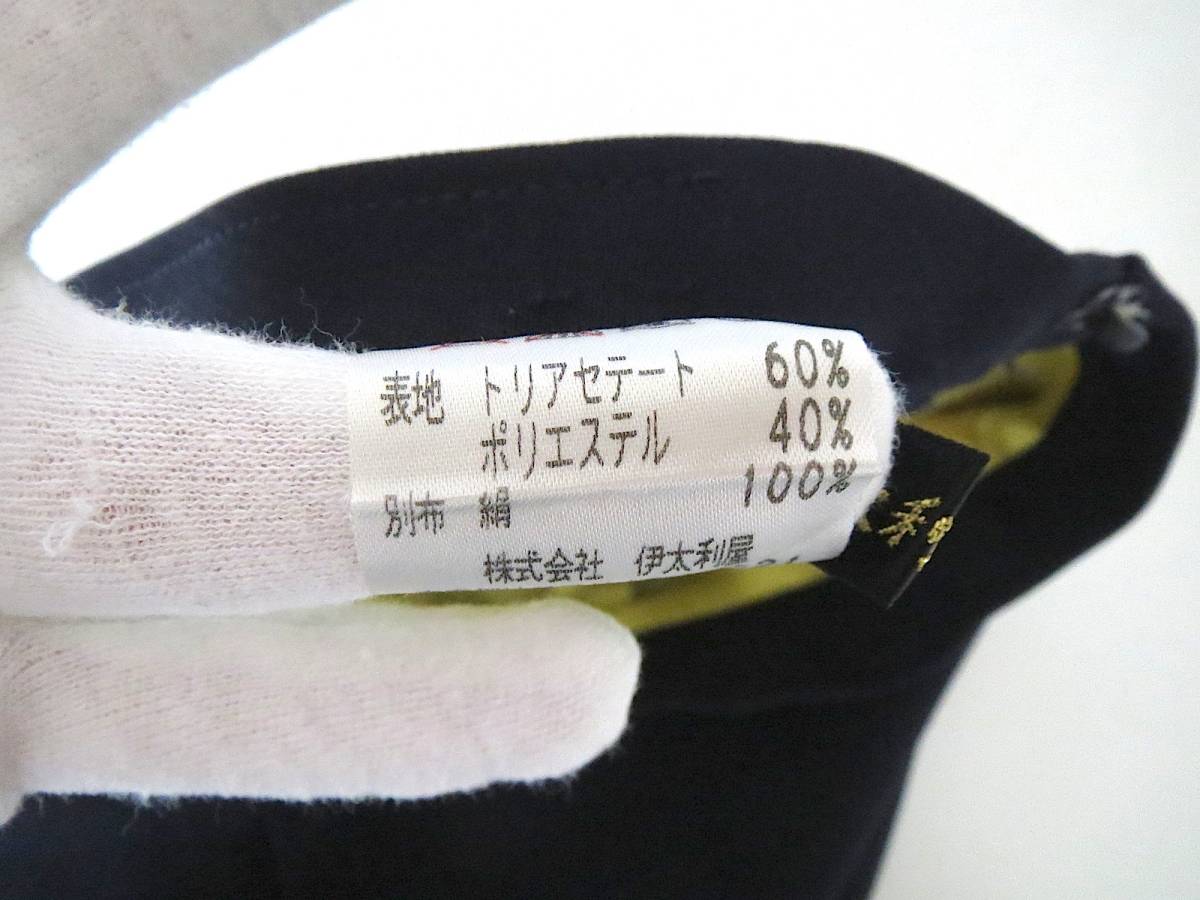 表地 トリアセテート 60%
ポリエステル 40%
別布 絹 100%
株式会社 伊太利屋